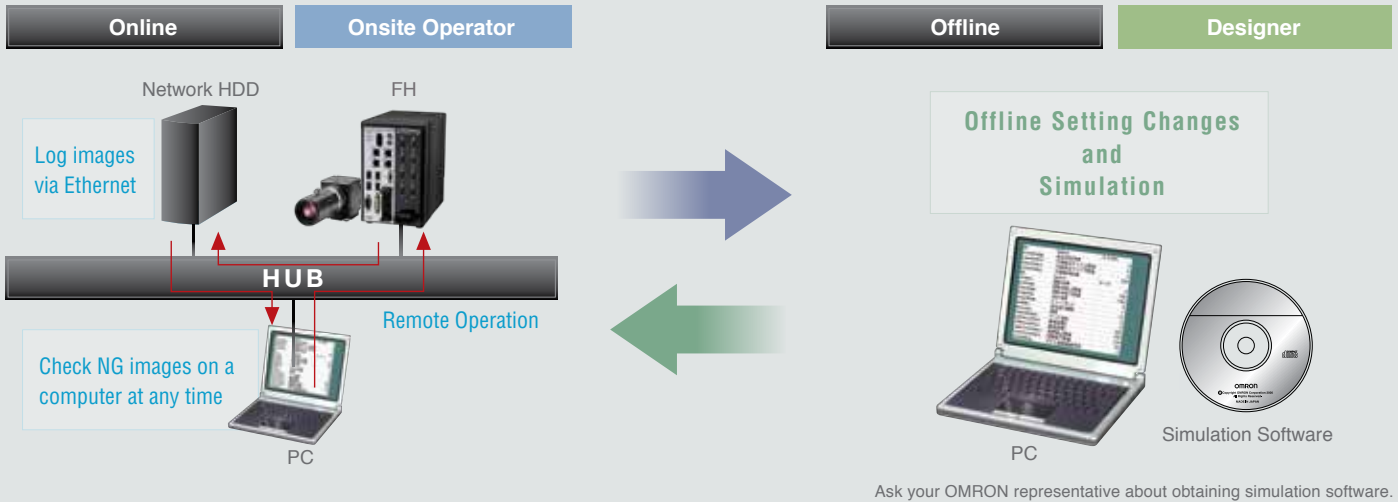 Online
Onsite Operator
Offline
Designer
Network HDD
FH
Log images
via Ethernet
HUB
Remote Operation
Check NG images on a
computer at any time
PC
Offline Setting Changes
and
Simulation
OMRON
PC
Simulation Software
Ask your OMRON representative about obtaining simulation software.